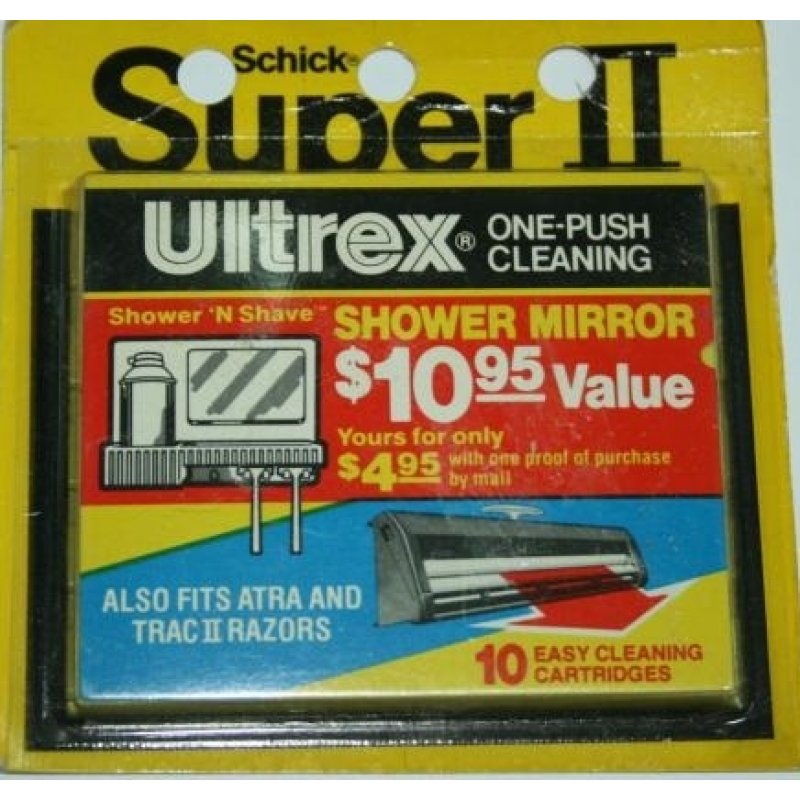 Schick®
Super II
Ultrex® ONE-PUSH
CLEANING
Shower 'N Shave™
SHOWER MIRROR
$10 95 Value
Yours for only
$4 95 with one proof of purchase
by mail
ALSO FITS ATRA AND
TRAC II RAZORS
10 EASY CLEANING
CARTRIDGES